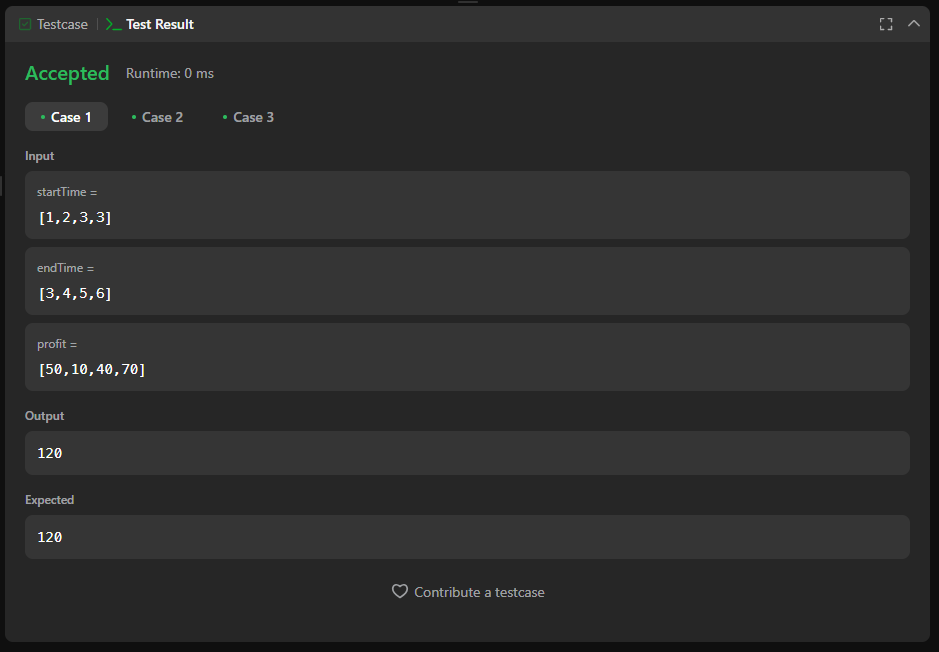 Testcase | >_ Test Result
Accepted Runtime: 0 ms
• Case 1 • Case 2 • Case 3
Input
startTime =
[1,2,3,3]
endTime =
[3,4,5,6]
profit =
[50,10,40,70]
Output
120
Expected
120
Contribute a testcase